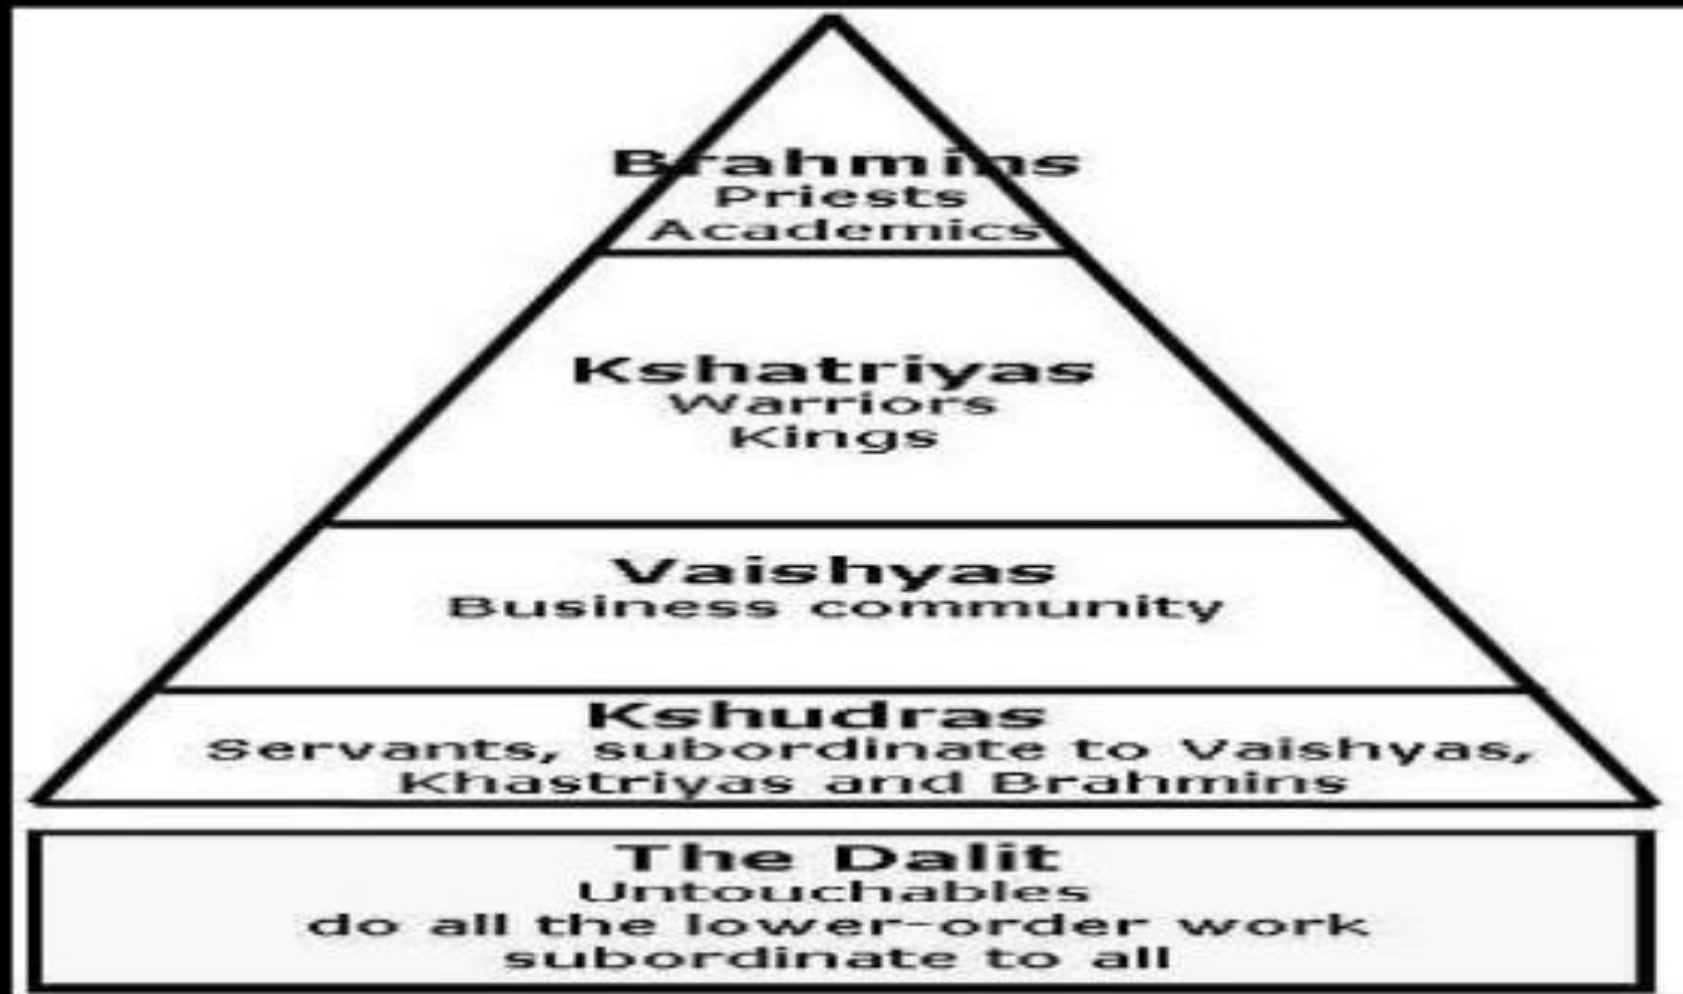 Brahmins
Priests
Academics
Kshatriyas
Warriors
Kings
Vaishyas
Business community
Kshudras
Servants, subordinate to Vaishyas,
Khastriyas and Brahmins
The Dalit
Untouchables
do all the lower-order work
subordinate to all